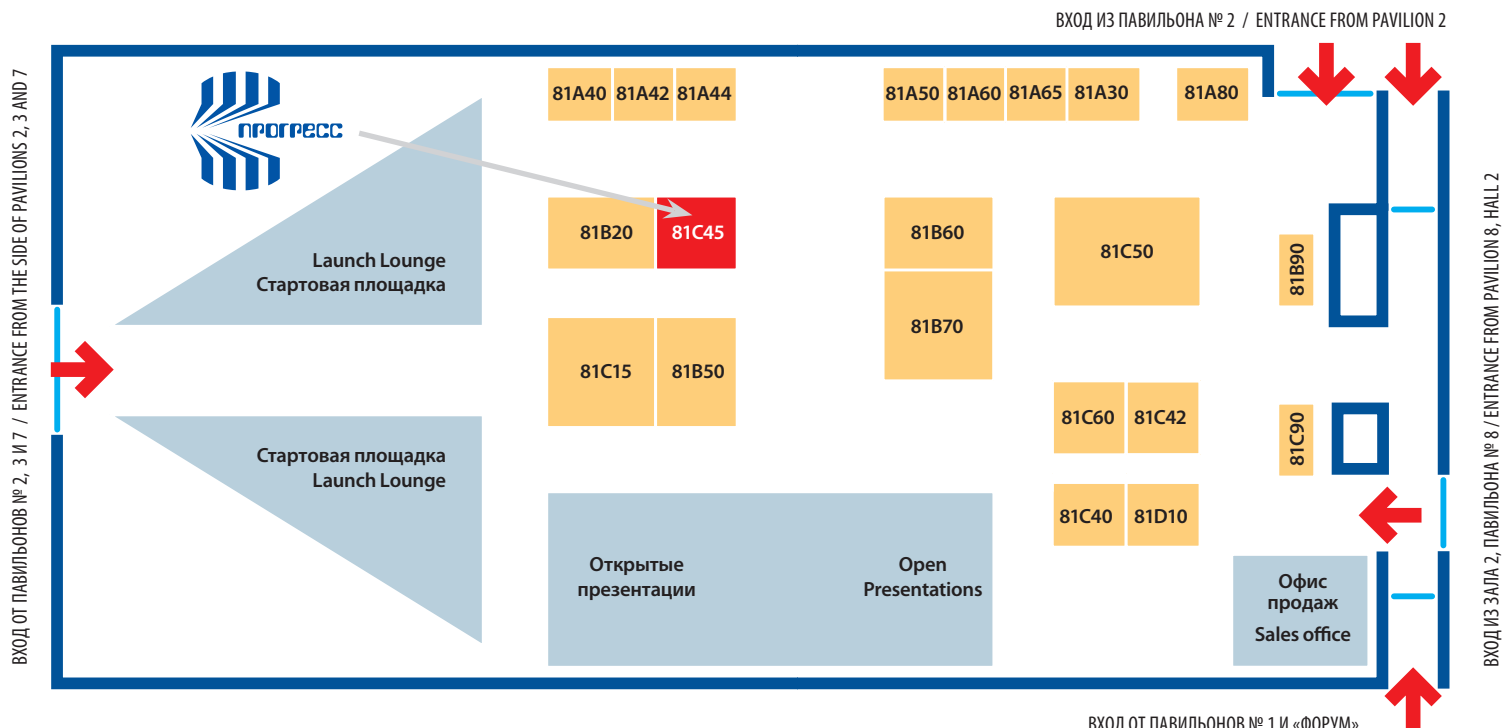 ВХОД ИЗ ПАВИЛЬОНА № 2 / ENTRANCE FROM PAVILION 2
ВХОД ОТ ПАВИЛЬОНОВ № 2, 3 И 7 / ENTRANCE FROM THE SIDE OF PAVILIONS 2, 3 AND 7
ПРОГРЕСС
81A40 81A42 81A44
81A50 81A60 81A65 81A30
81A80
81B20
81C45
81B60
81C50
81B90
Launch Lounge
Стартовая площадка
81B70
81C15
81B50
81C60
81C42
81C90
Стартовая площадка
Launch Lounge
81C40
81D10
Открытые
презентации
Open
Presentations
Офис
продаж
Sales office
ВХОД ИЗ ЗАЛА 2, ПАВИЛЬОНА № 8 / ENTRANCE FROM PAVILION 8, HALL 2
ВХОД ОТ ПАВИЛЬОНОВ № 1 И «ФОРУМ»